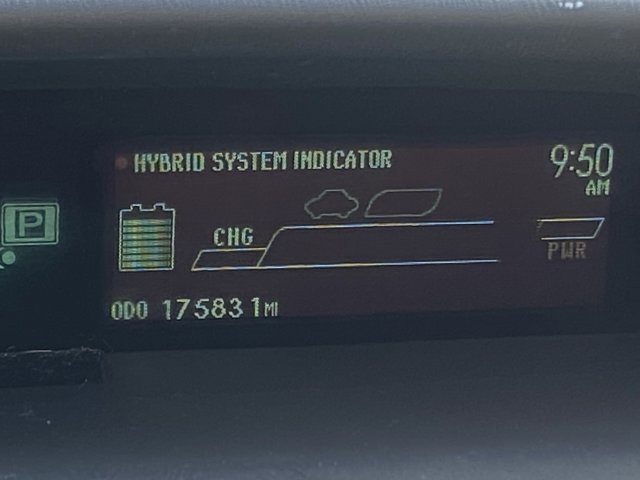 HYBRID SYSTEM INDICATOR
9:50
AM
P
CHG
PWR
ODO 175831MI